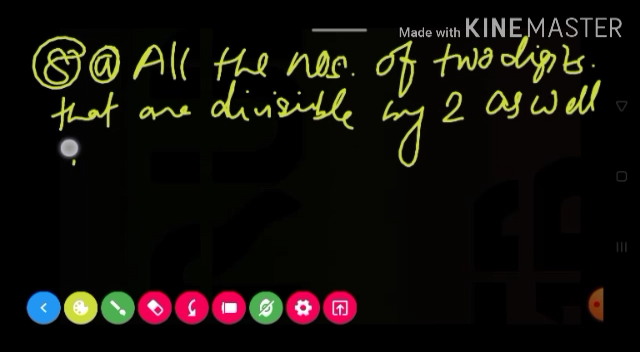 Made with KINEMASTER
8 a All the nos. of two digits.
that are divisible by 2 as well